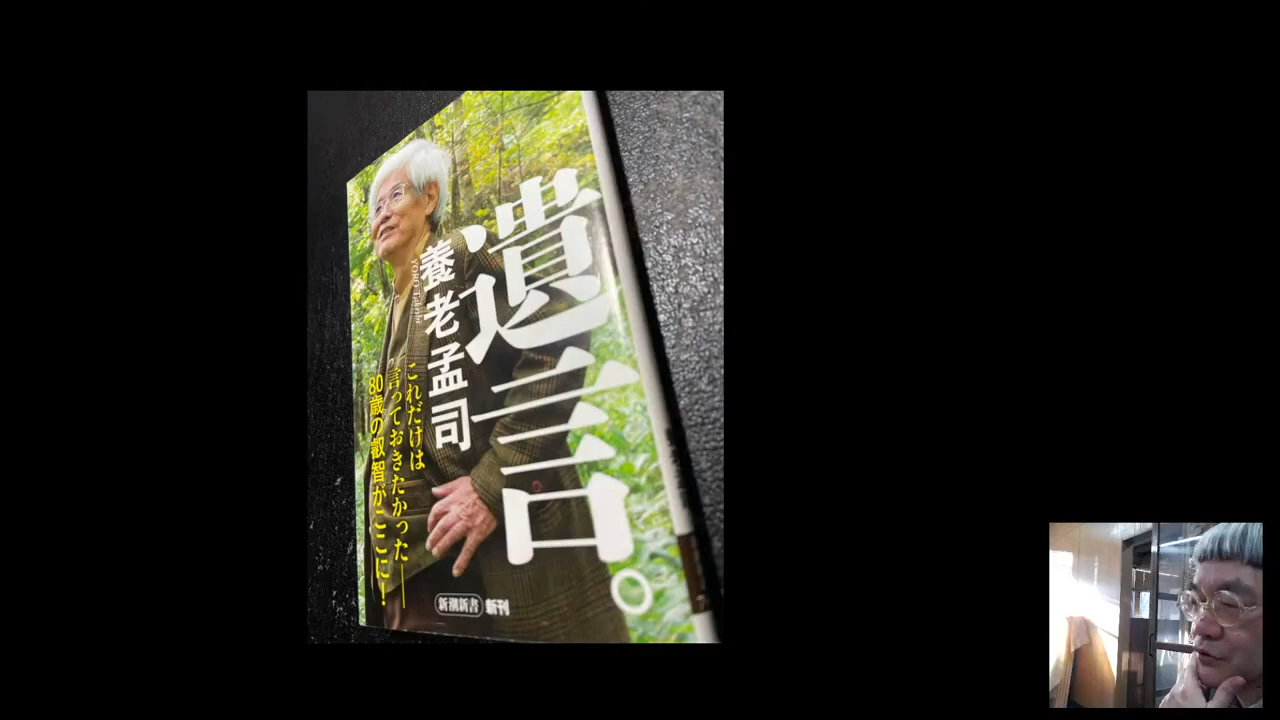 遺言。
養老孟司
YORO Takeshi
これだけは
言っておきたかった──
80歳の叡智がここに！
新潮新書 新刊